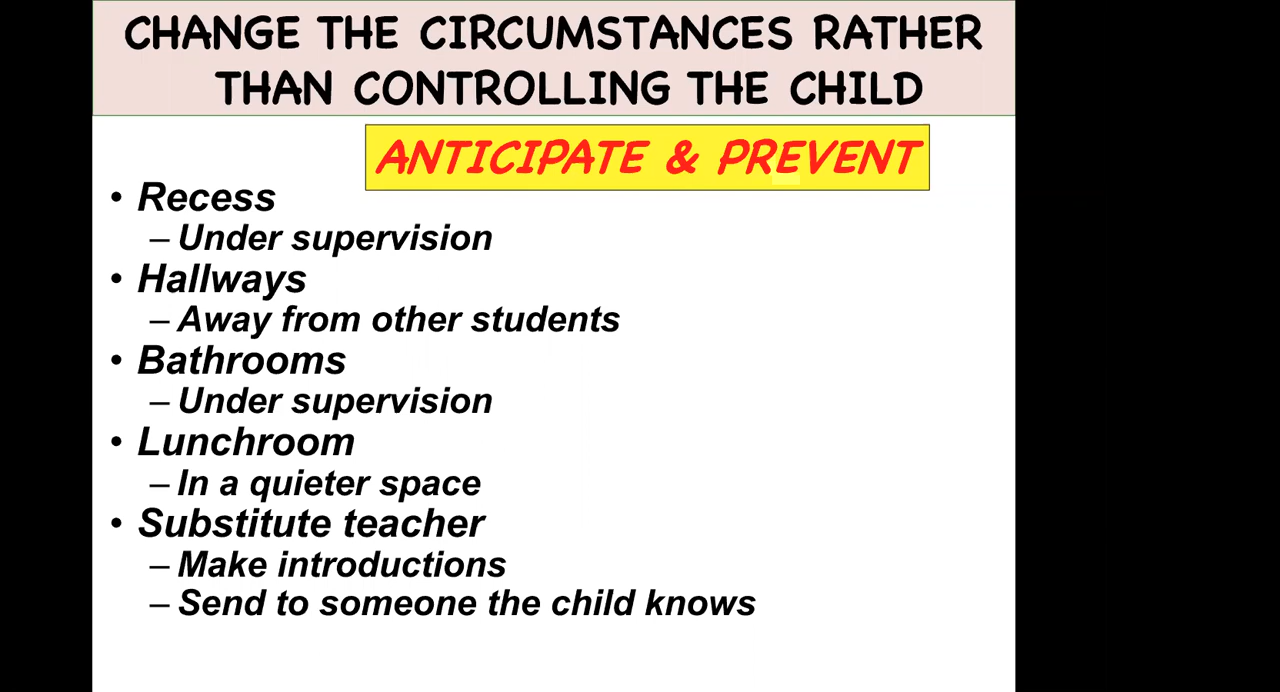 CHANGE THE CIRCUMSTANCES RATHER
THAN CONTROLLING THE CHILD
ANTICIPATE & PREVENT
• Recess
– Under supervision
• Hallways
– Away from other students
• Bathrooms
– Under supervision
• Lunchroom
– In a quieter space
• Substitute teacher
– Make introductions
– Send to someone the child knows